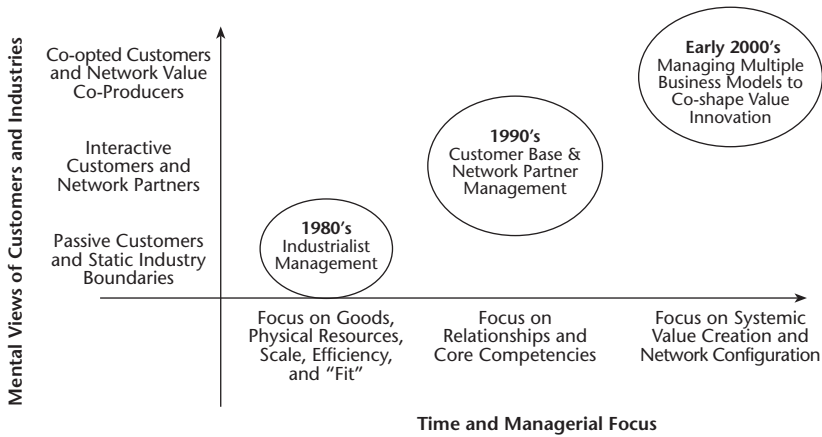 Mental Views of Customers and Industries
Co-opted Customers
and Network Value
Co-Producers
Interactive
Customers and
Network Partners
Passive Customers
and Static Industry
Boundaries
1980's
Industrialist
Management
1990's
Customer Base &
Network Partner
Management
Early 2000's
Managing Multiple
Business Models to
Co-shape Value
Innovation
Focus on Goods,
Physical Resources,
Scale, Efficiency,
and “Fit”
Focus on
Relationships and
Core Competencies
Focus on Systemic
Value Creation and
Network Configuration
Time and Managerial Focus